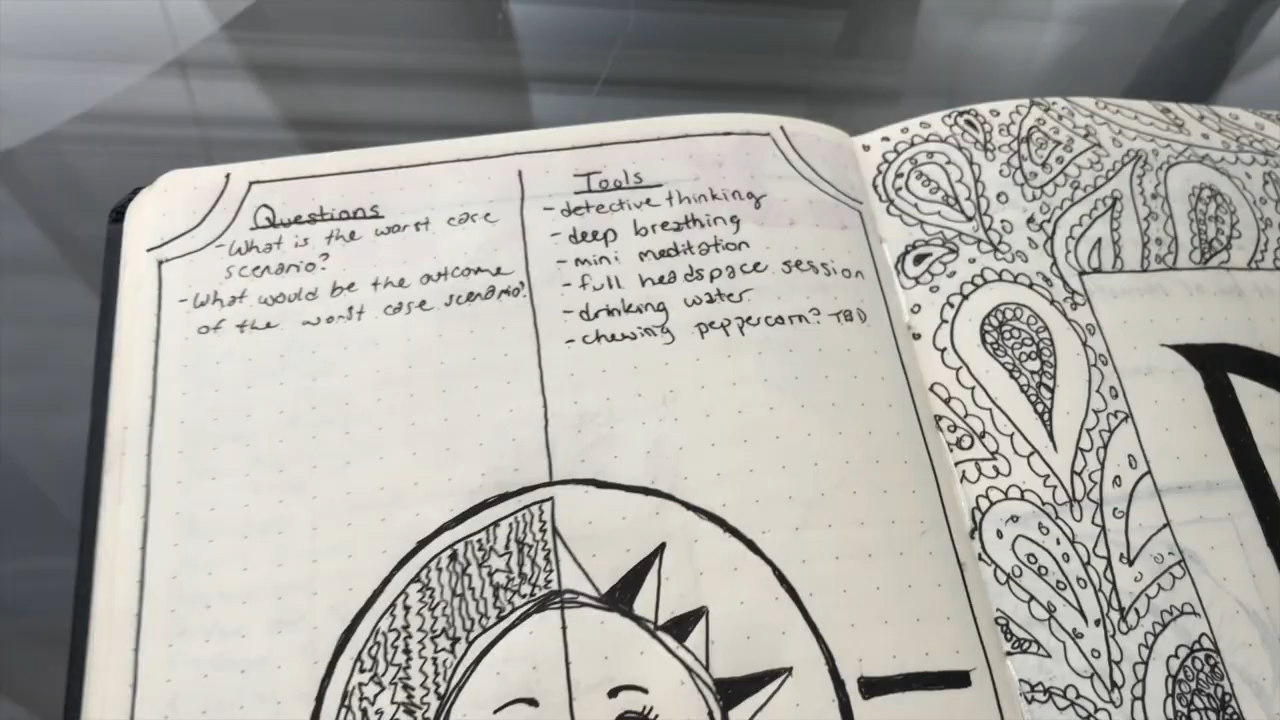 Questions
- What is the worst case
scenario?
- What would be the outcome
of the worst case scenario?
Tools
- detective thinking
- deep breathing
- mini meditation
- full headspace session
- drinking water
- chewing peppercorn? TBD